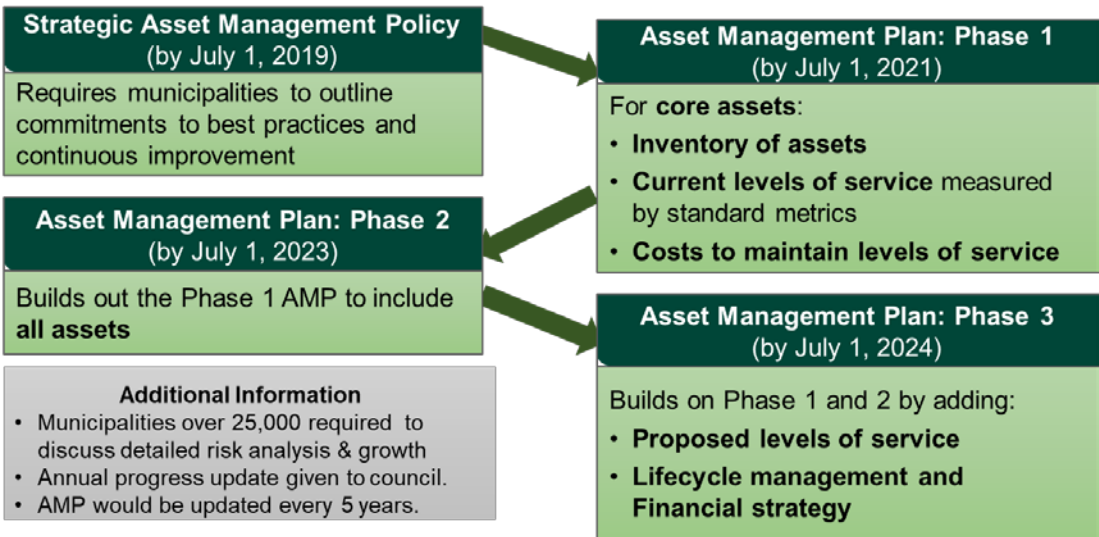 Strategic Asset Management Policy
(by July 1, 2019)
Requires municipalities to outline
commitments to best practices and
continuous improvement
Asset Management Plan: Phase 1
(by July 1, 2021)
For core assets:
• Inventory of assets
• Current levels of service measured
by standard metrics
• Costs to maintain levels of service
Asset Management Plan: Phase 2
(by July 1, 2023)
Builds out the Phase 1 AMP to include
all assets
Asset Management Plan: Phase 3
(by July 1, 2024)
Builds on Phase 1 and 2 by adding:
• Proposed levels of service
• Lifecycle management and
Financial strategy
Additional Information
• Municipalities over 25,000 required to
discuss detailed risk analysis & growth
• Annual progress update given to council.
• AMP would be updated every 5 years.